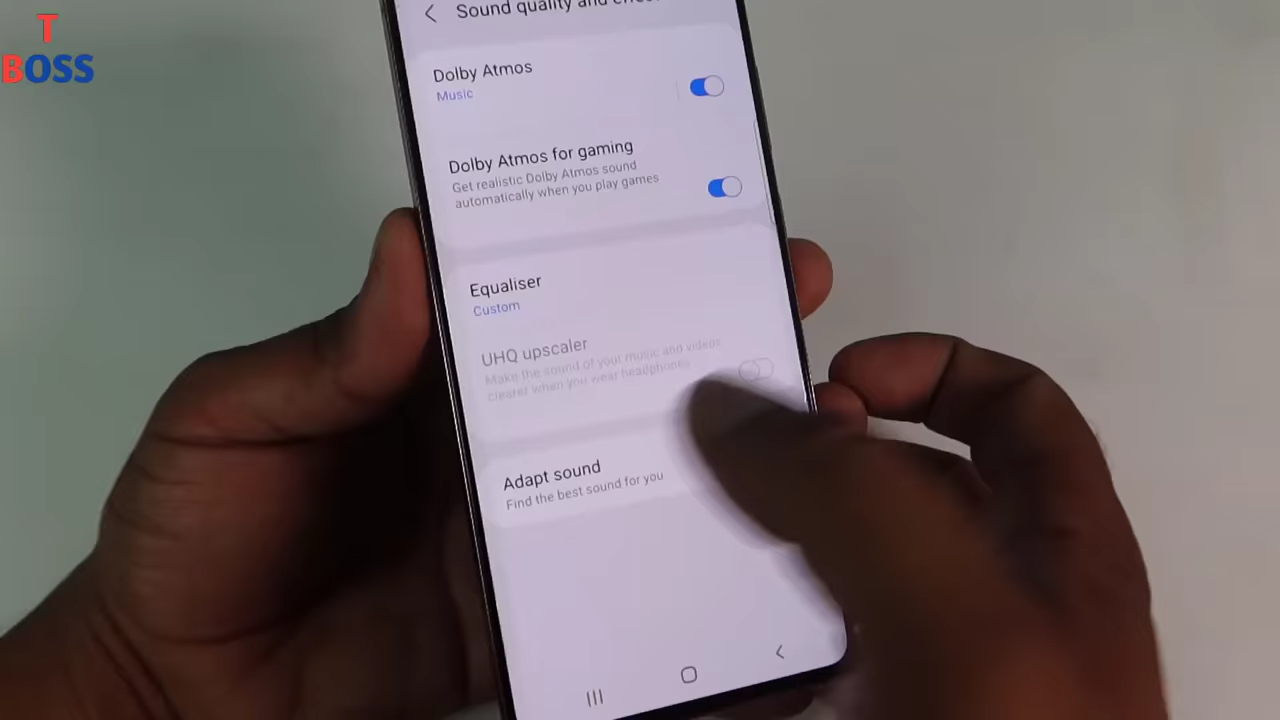 T
BOSS
Sound quality and effec
Dolby Atmos
Music
Dolby Atmos for gaming
Get realistic Dolby Atmos sound
automatically when you play games
Equaliser
Custom
UHQ upscaler
Make the sound of your music and videos
clearer when you wear headphones
Adapt sound
Find the best sound for you